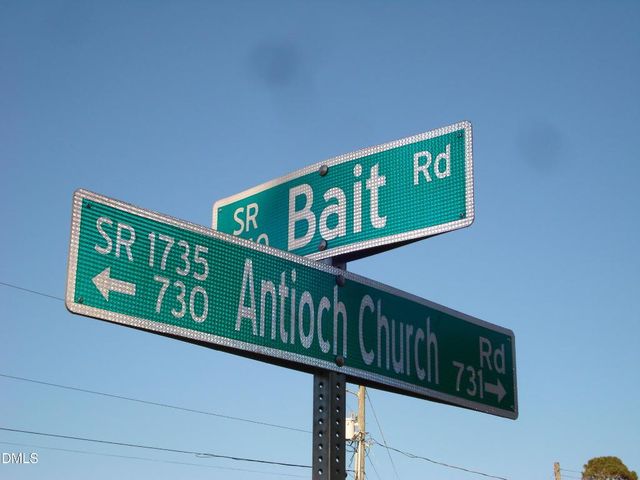 SR Bait Rd
SR 1735 Antioch Church Rd
← 730 731 →
DMLS